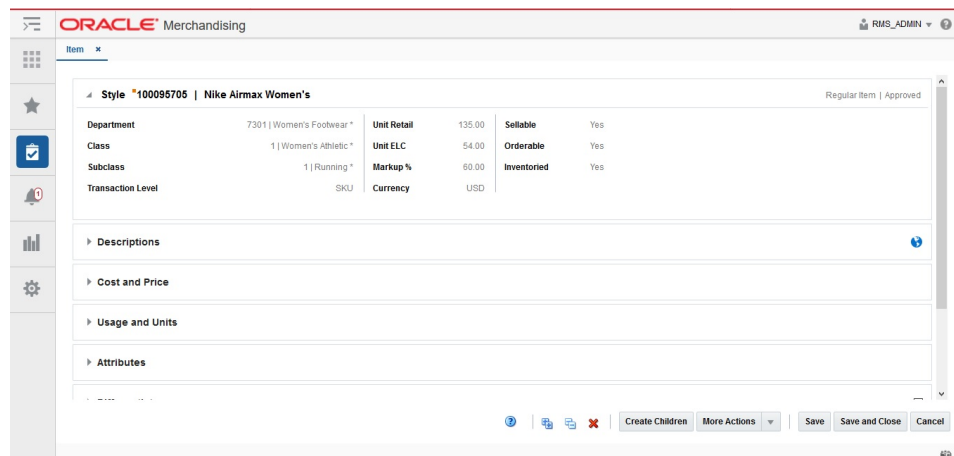 ORACLE® Merchandising
RMS_ADMIN
Item ×
Style 100095705 | Nike Airmax Women's
Regular Item | Approved
Department 7301 | Women's Footwear * Unit Retail 135.00 Sellable Yes
Class 1 | Women's Athletic * Unit ELC 54.00 Orderable Yes
Subclass 1 | Running * Markup % 60.00 Inventoried Yes
Transaction Level SKU Currency USD
1
Descriptions
Cost and Price
Usage and Units
Attributes
Create Children More Actions Save Save and Close Cancel